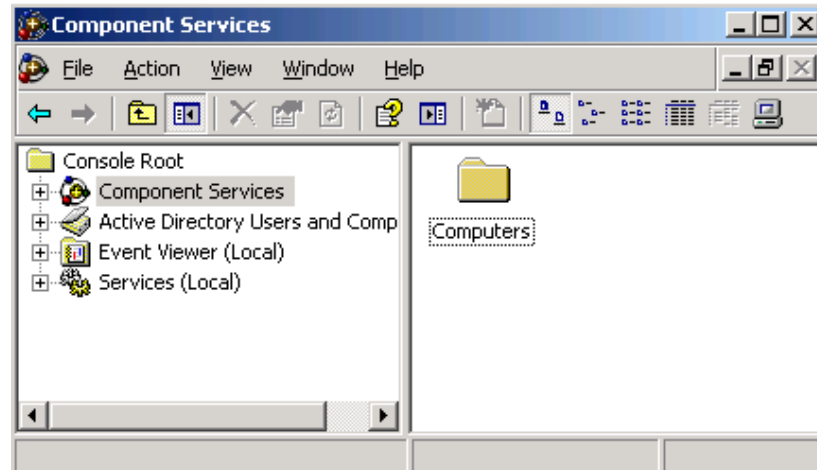 Component Services
File Action View Window Help
Console Root
Component Services
Active Directory Users and Comp
Event Viewer (Local)
Services (Local)
Computers